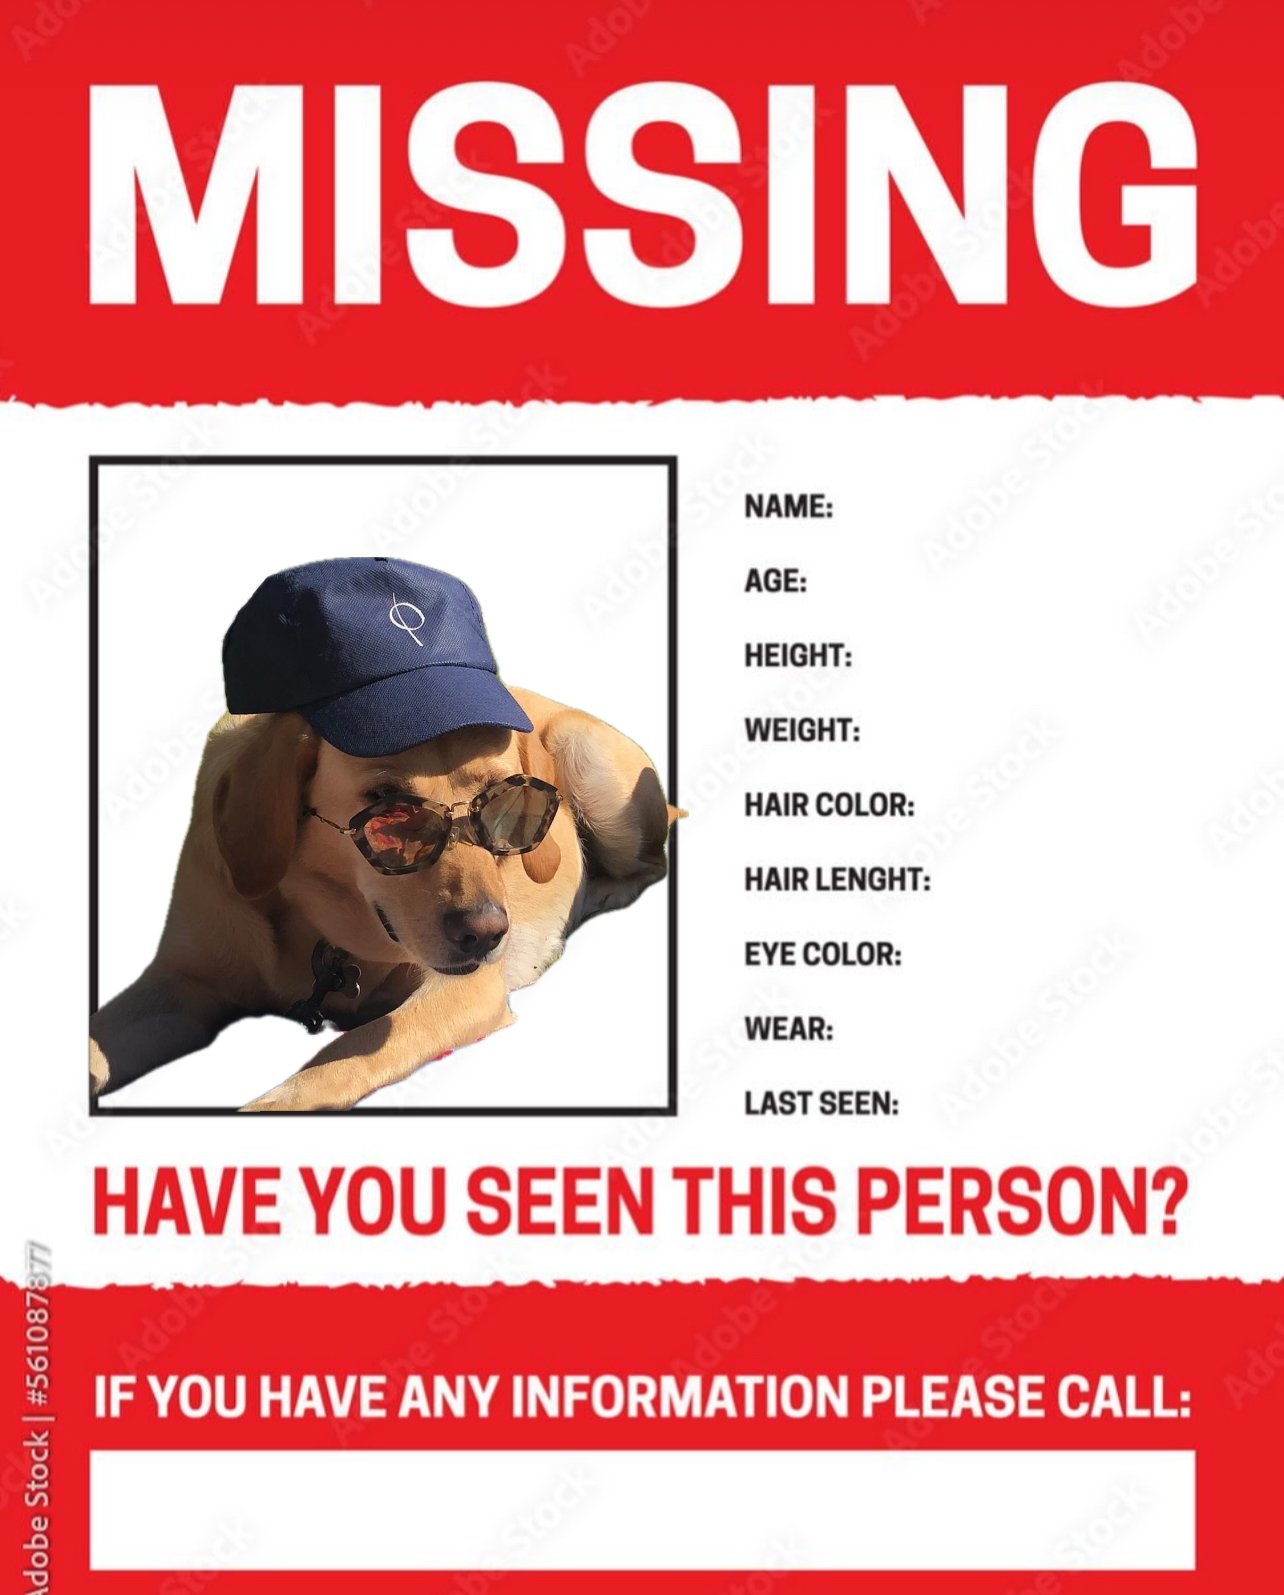 MISSING
NAME:
AGE:
HEIGHT:
WEIGHT:
HAIR COLOR:
HAIR LENGHT:
EYE COLOR:
WEAR:
LAST SEEN:
HAVE YOU SEEN THIS PERSON?
IF YOU HAVE ANY INFORMATION PLEASE CALL:
Adobe Stock | #561087877